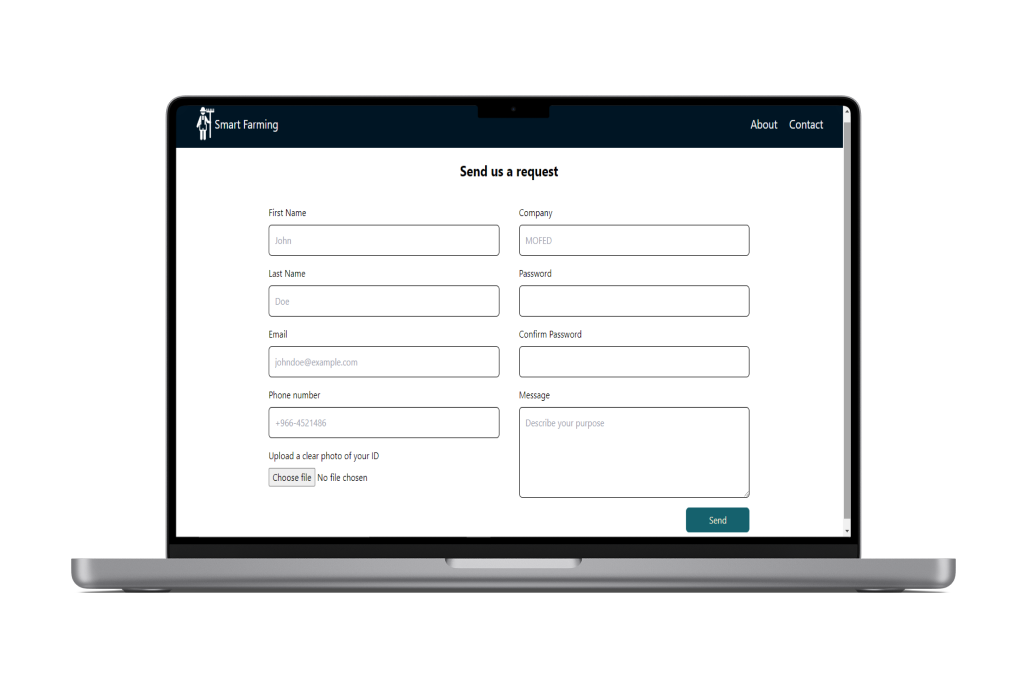 Smart Farming
About
Contact
Send us a request
First Name
John
Last Name
Doe
Email
johndoe@example.com
Phone number
+966-4521486
Upload a clear photo of your ID
Choose file No file chosen
Company
MOFED
Password
Confirm Password
Message
Describe your purpose
Send